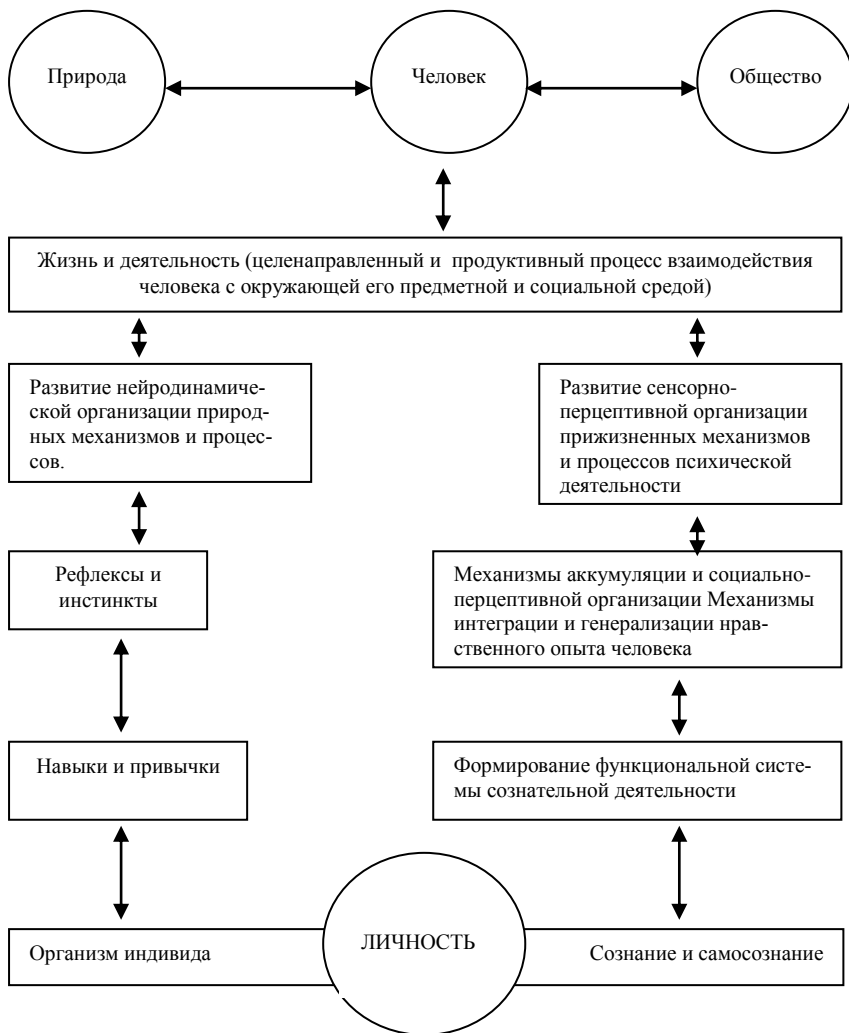 Природа
Человек
Общество
Жизнь и деятельность (целенаправленный и продуктивный процесс взаимодействия
человека с окружающей его предметной и социальной средой)
Развитие нейродинамиче-
ской организации природ-
ных механизмов и процес-
сов.
Развитие сенсорно-
перцептивной организации
прижизненных механизмов
и процессов психической
деятельности
Рефлексы и
инстинкты
Механизмы аккумуляции и социально-
перцептивной организации Механизмы
интеграции и генерализации нрав-
ственного опыта человека
Навыки и привычки
Формирование функциональной систе-
мы сознательной деятельности
Организм индивида
ЛИЧНОСТЬ
Сознание и самосознание